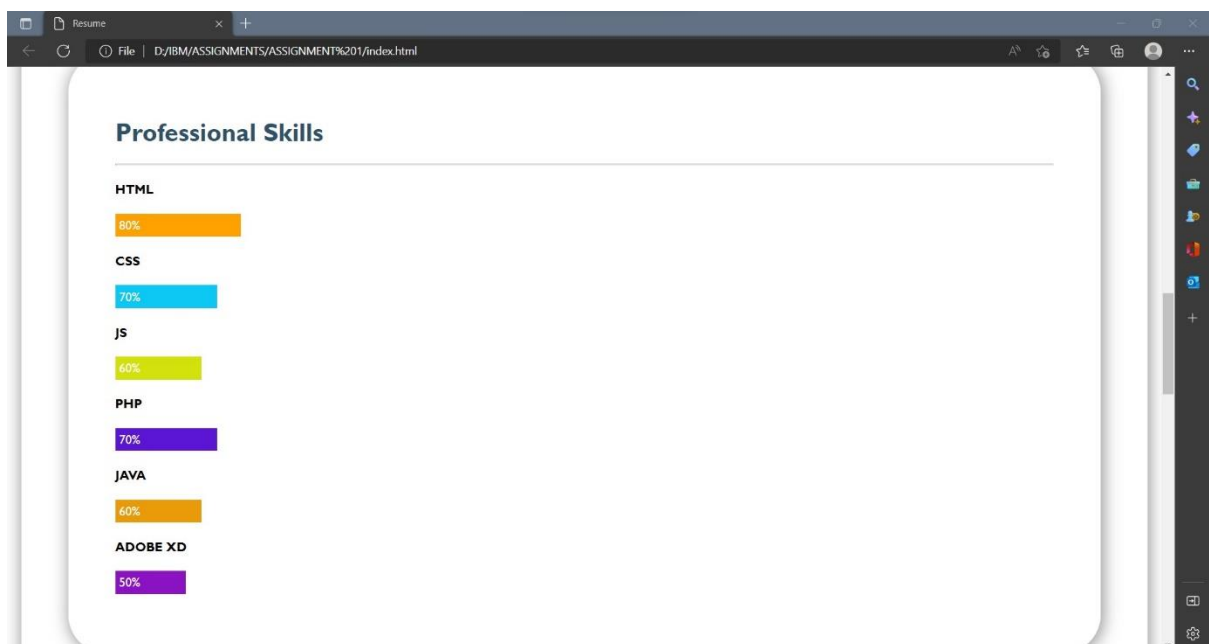 Resume
File | D:/IBM/ASSIGNMENTS/ASSIGNMENT%201/index.html
Professional Skills
HTML
80%
CSS
70%
JS
60%
PHP
70%
JAVA
60%
ADOBE XD
50%